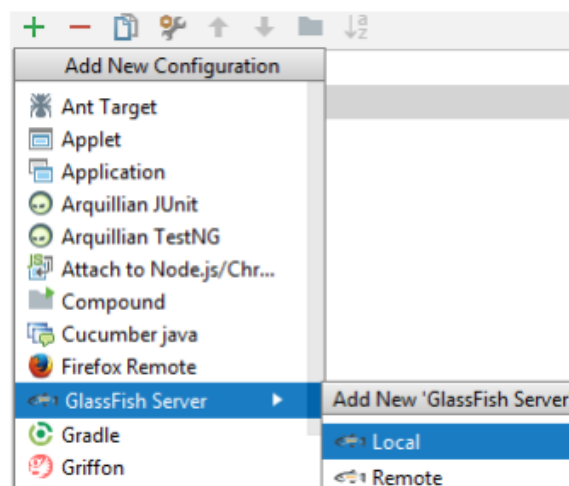 Add New Configuration
Ant Target
Applet
Application
Arquillian JUnit
Arquillian TestNG
Attach to Node.js/Chr...
Compound
Cucumber java
Firefox Remote
GlassFish Server
Add New 'GlassFish Server
Gradle
Local
Griffon
Remote